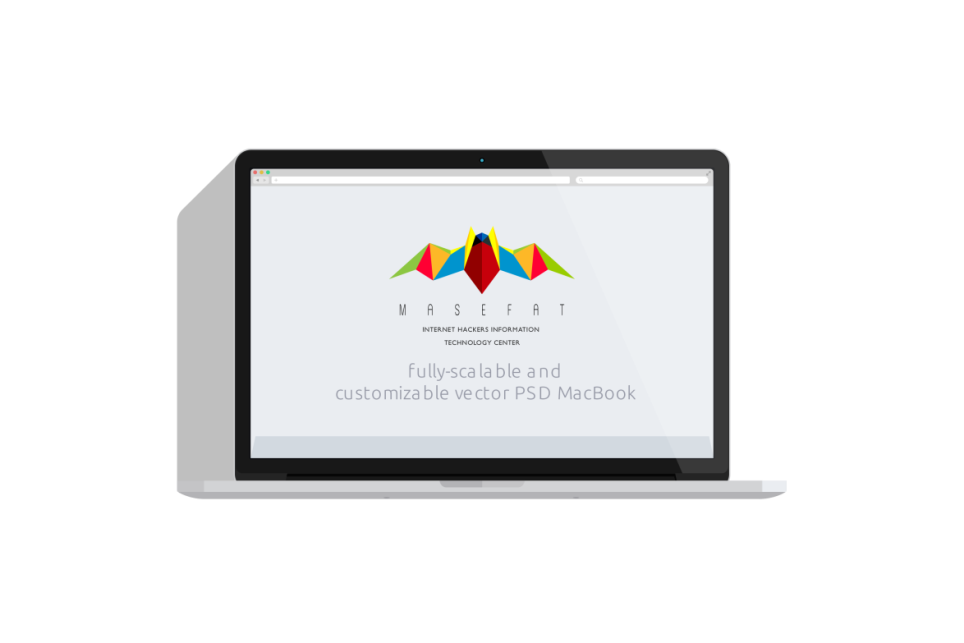 MASEFAT
INTERNET HACKERS INFORMATION
TECHNOLOGY CENTER
fully-scalable and
customizable vector PSD MacBook